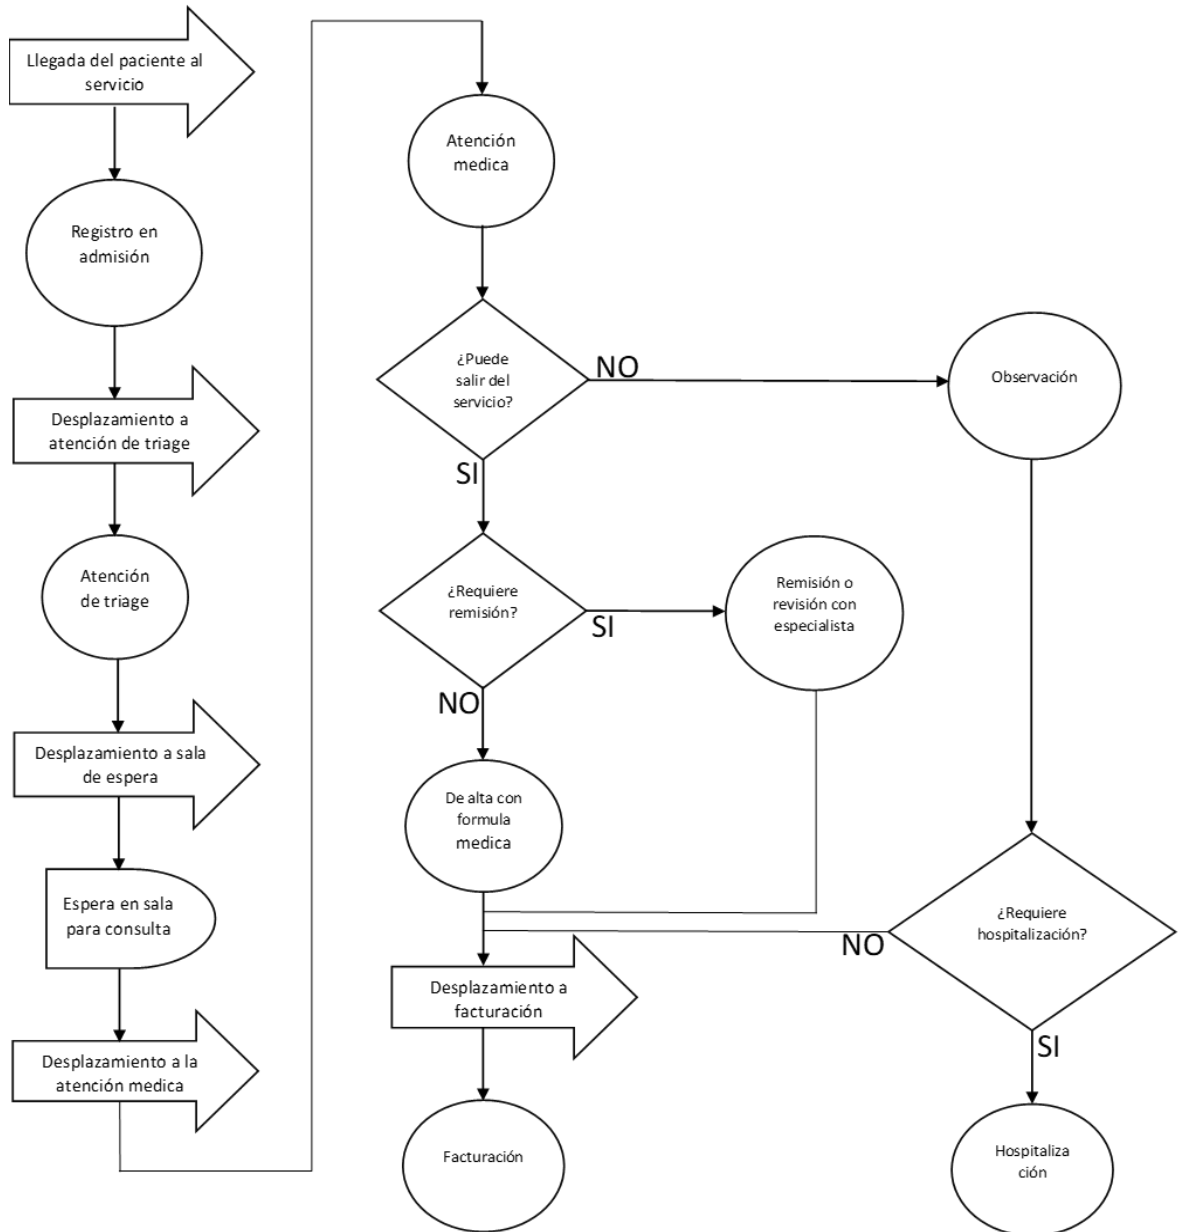 Llegada del paciente al
servicio
Registro en
admisión
Desplazamiento a
atención de triage
Atención
de triage
Desplazamiento a sala
de espera
Espera en sala
para consulta
Desplazamiento a la
atención medica
Atención
medica
¿Puede
salir del
servicio?
NO
Observación
SI
¿Requiere
remisión?
SI
Remisión o
revisión con
especialista
NO
De alta con
formula
medica
¿Requiere
hospitalización?
NO
Desplazamiento a
facturación
SI
Facturación
Hospitaliza
ción